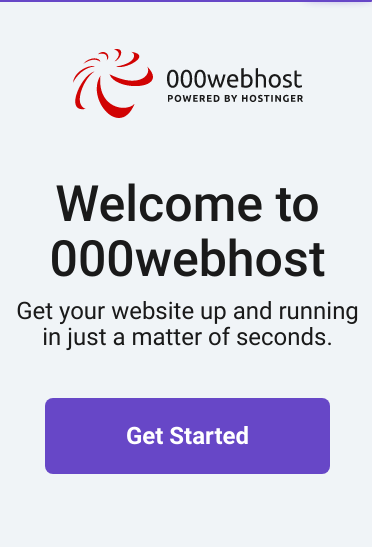 000webhost
POWERED BY HOSTINGER
Welcome to
000webhost
Get your website up and running
in just a matter of seconds.
Get Started